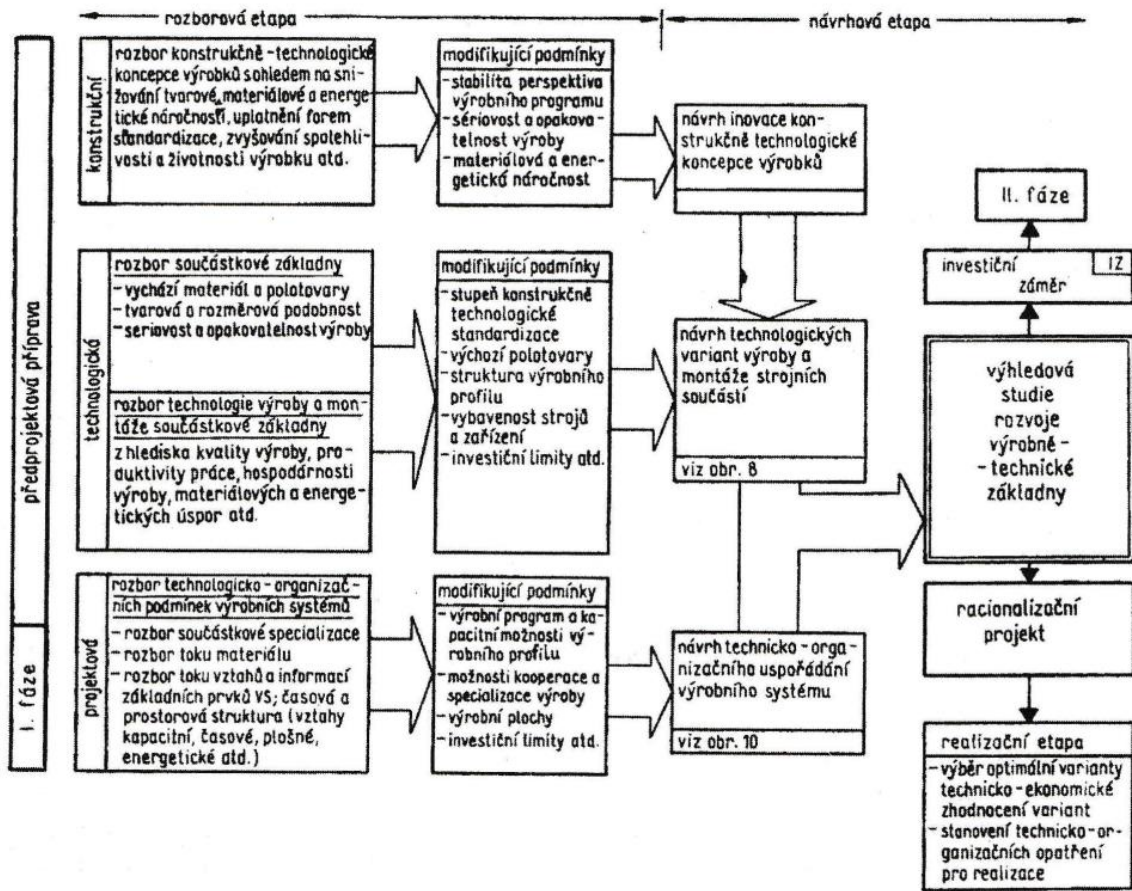 rozborová etapa
návrhová etapa
předprojektová příprava
I. fáze
konstrukční
rozbor konstrukčně-technologické
koncepce výrobků s ohledem na sni-
žování tvarové, materiálové a energe-
tické náročnosti, uplatnění forem
standardizace, zvyšování spolehli-
vosti a životnosti výrobku atd.
modifikující podmínky
-stabilita perspektiva
výrobního programu
-sériovost a opakova-
telnost výroby
-materiálová a ener-
getická náročnost
návrh inovace kon-
strukčně technologické
koncepce výrobků
technologická
rozbor součástkové základny
-vychází materiál a polotovary
-tvarová a rozměrová podobnost
-seriovost a opakovatelnost výroby
rozbor technologie výroby a mon-
táže součástkové základny
z hlediska kvality výroby, pro-
duktivity práce, hospodárnosti
výroby, materiálových a energe-
tických úspor atd.
modifikující podmínky
-stupeň konstrukčně
technologické
standardizace
-výchozí polotovary
-struktura výrobního
profilu
-vybavenost strojů
a zařízení
-investiční limity atd.
návrh technologických
variant výroby a
montáže strojních
součástí
viz obr. 8
projektová
rozbor technologicko-organizač-
ních podmínek výrobních systémů
-rozbor součástkové specializace
-rozbor toku materiálu
-rozbor toku vztahů a informací
základních prvků VS; časová a
prostorová struktura (vztahy
kapacitní, časové, plošné,
energetické atd.)
modifikující podmínky
-výrobní program a ka-
pacitní možnosti vý-
robního profilu
-možnosti kooperace a
specializace výroby
-výrobní plochy
-investiční limity atd.
návrh technicko-orga-
nizačního uspořádání
výrobního systému
viz obr. 10
II. fáze
investiční
záměr
IZ
výhledová
studie
rozvoje
výrobně-
-technické
základny
racionalizační
projekt
realizační etapa
-výběr optimální varianty
technicko-ekonomické
zhodnocení variant
-stanovení technicko-or-
ganizačních opatření
pro realizace